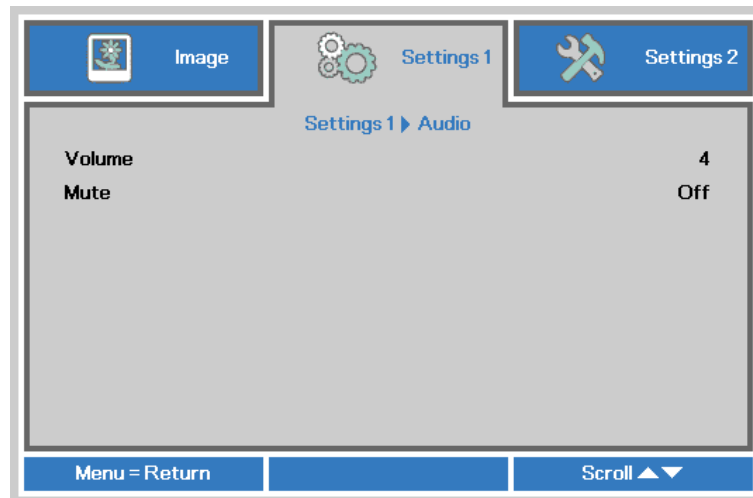 Image
Settings 1
Settings 2
Settings 1 Audio
Volume 4
Mute Off
Menu = Return
Scroll